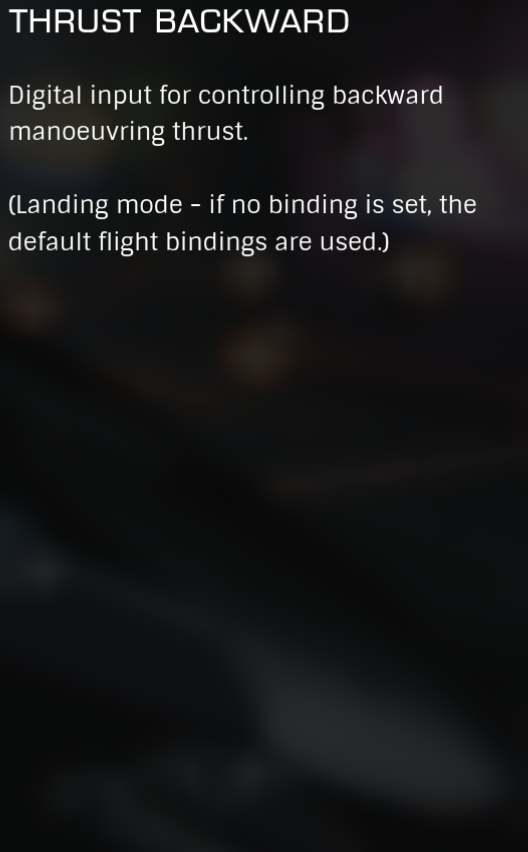 THRUST BACKWARD
Digital input for controlling backward
manoeuvring thrust.
(Landing mode - if no binding is set, the
default flight bindings are used.)